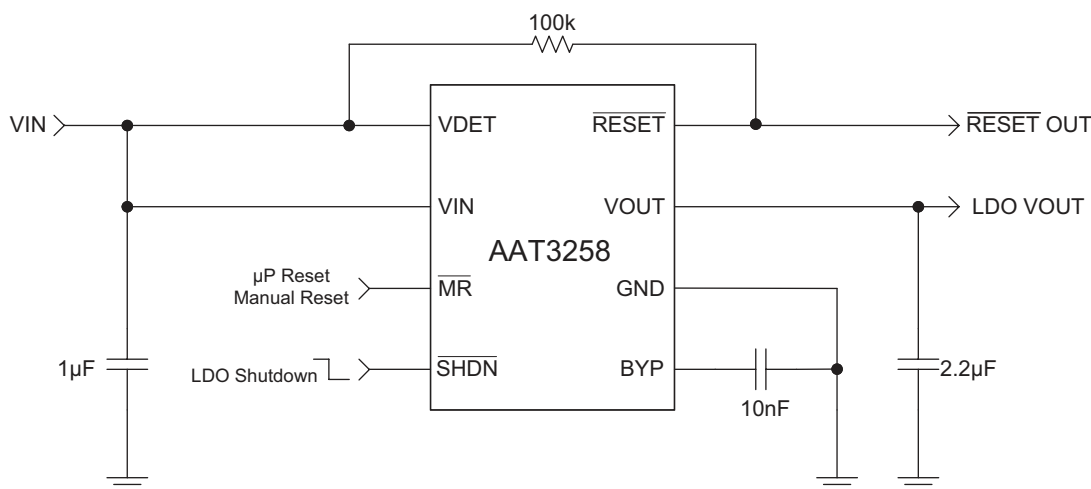 100k
VIN
VDET
RESET
RESET OUT
VIN
VOUT
LDO VOUT
AAT3258
µP Reset
Manual Reset
MR
GND
1µF
LDO Shutdown
SHDN
BYP
10nF
2.2µF